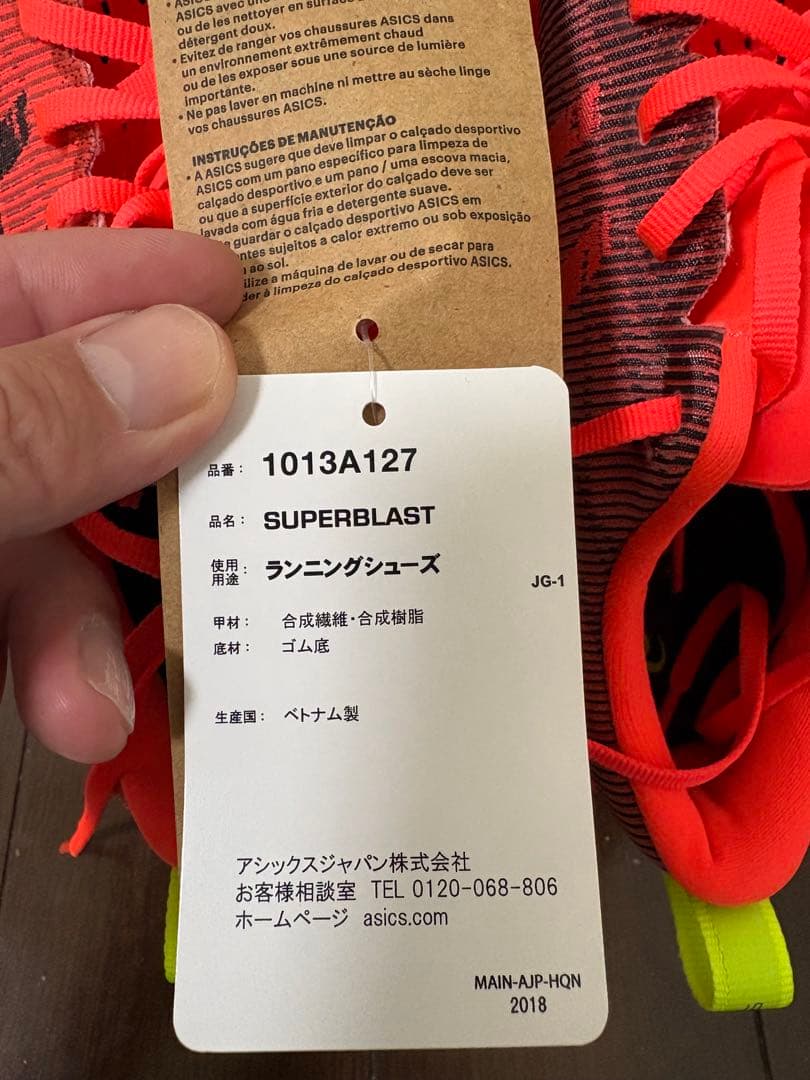 ASICS avec une
ou de les nettoyer en surface
détergent doux.
• Evitez de ranger vos chaussures ASICS dans
un environnement extrêmement chaud
ou de les exposer sous une source de lumière
importante.
• Ne pas laver en machine ni mettre au sèche linge
vos chaussures ASICS.
INSTRUÇÕES DE MANUTENÇÃO
• A ASICS sugere que deve limpar o calçado desportivo
ASICS com um pano específico para limpeza de
calçado desportivo e um pano / uma escova macia,
ou que a superfície exterior do calçado deve ser
lavada com água fria e detergente suave.
guardar o calçado desportivo ASICS em
ntes sujeitos a calor extremo ou sob exposição
ao sol.
ilize a máquina de lavar ou de secar para
der à limpeza do calçado desportivo ASICS.
品番: 1013A127
品名: SUPERBLAST
使用用途: ランニングシューズ
JG-1
甲材: 合成繊維・合成樹脂
底材: ゴム底
生産国: ベトナム製
アシックスジャパン株式会社
お客様相談室 TEL 0120-068-806
ホームページ asics.com
MAIN-AJP-HQN
2018